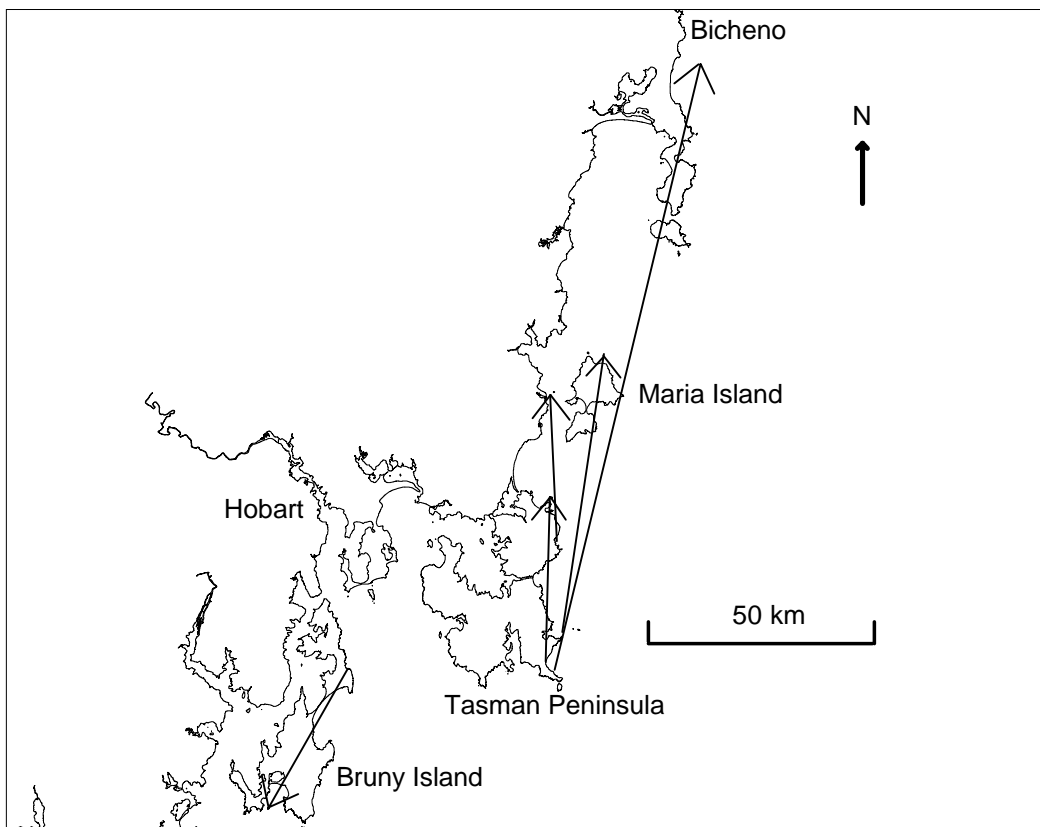 Bicheno
N
Maria Island
Hobart
50 km
Tasman Peninsula
Bruny Island